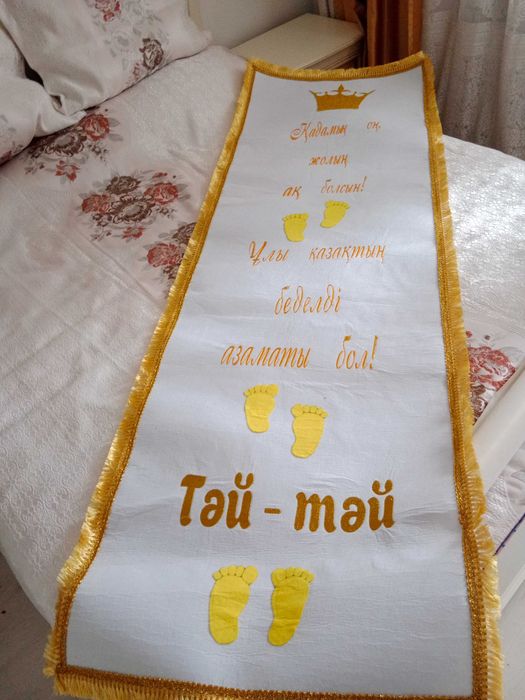 Қадамың оң,
жолың
ақ болсын!
Ұлы қазақтың
беделді
азаматы бол!
Тәй - тәй